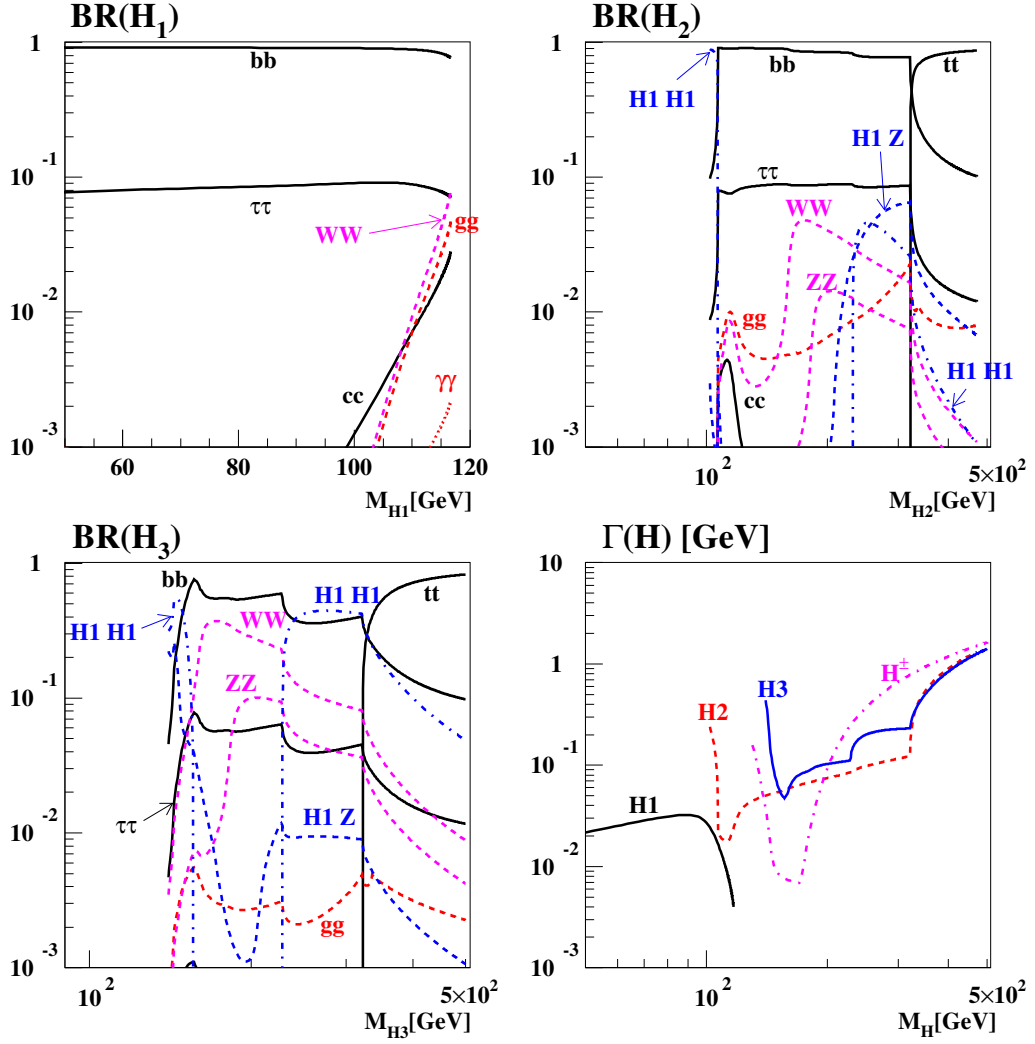 BR(H₁)
1
10⁻¹
10⁻²
10⁻³
bb
ττ
WW
gg
cc
γγ
60 80 100 120
M_H1[GeV]
BR(H₂)
1
10⁻¹
10⁻²
10⁻³
bb
tt
H1 H1
H1 Z
ττ
WW
ZZ
gg
cc
H1 H1
10² 5×10²
M_H2[GeV]
BR(H₃)
1
10⁻¹
10⁻²
10⁻³
bb
H1 H1
tt
H1 H1
WW
ZZ
ττ
H1 Z
gg
10² 5×10²
M_H3[GeV]
Γ(H) [GeV]
10
1
10⁻¹
10⁻²
10⁻³
H1
H2
H3
H±
10² 5×10²
M_H[GeV]